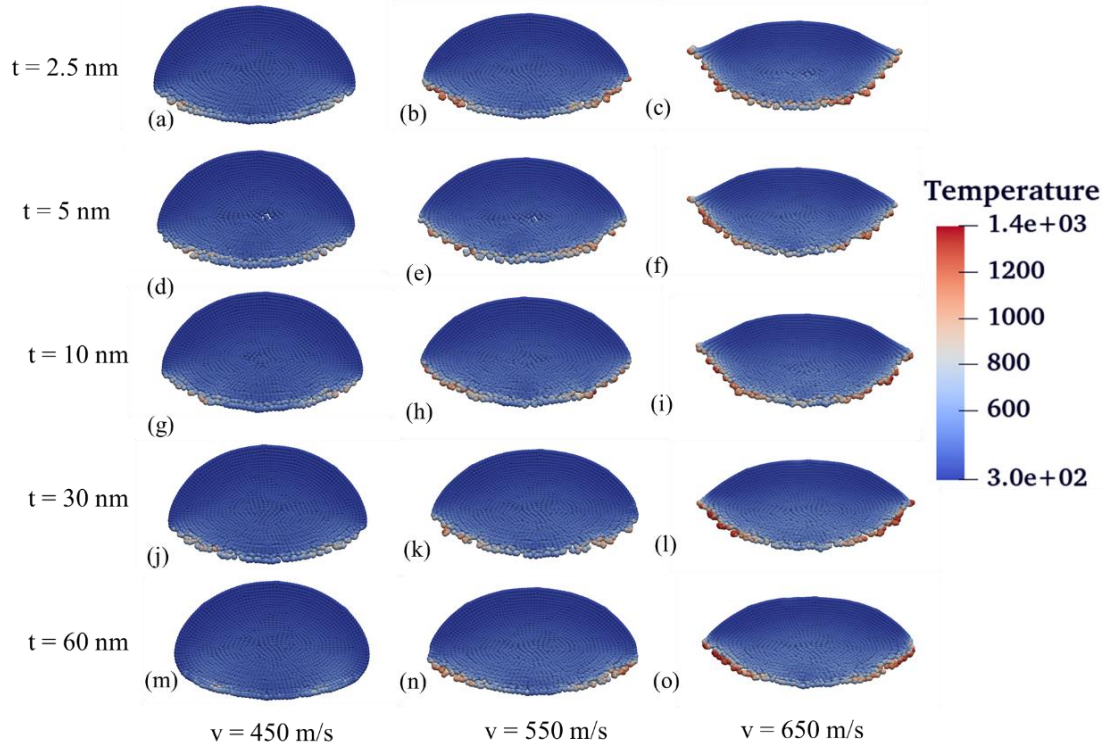 t = 2.5 nm
(a)
(b)
(c)
t = 5 nm
(d)
(e)
(f)
t = 10 nm
(g)
(h)
(i)
t = 30 nm
(j)
(k)
(l)
t = 60 nm
(m)
(n)
(o)
v = 450 m/s
v = 550 m/s
v = 650 m/s
Temperature
1.4e+03
1200
1000
800
600
3.0e+02